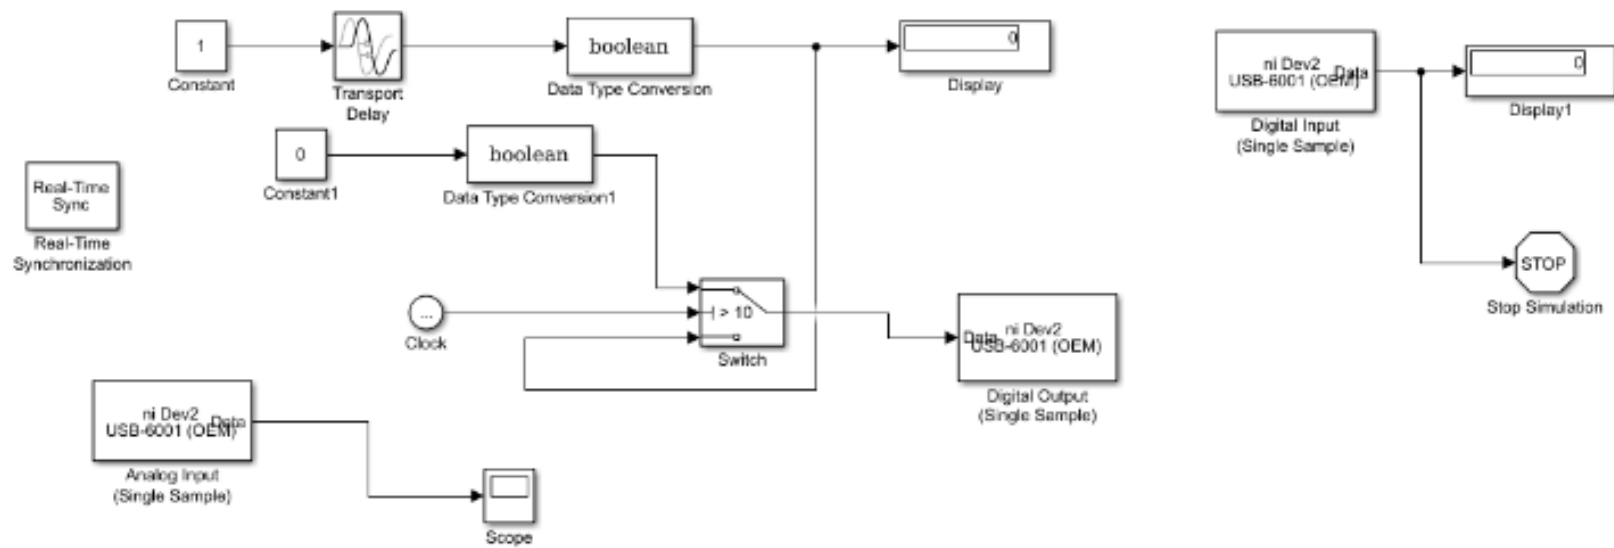 1
Constant
Transport
Delay
boolean
Data Type Conversion
0
Display
0
Constant1
boolean
Data Type Conversion1
Real-Time
Sync
Real-Time
Synchronization
...
Clock
> 10
Switch
Data
ni Dev2
USB-6001 (OEM)
Digital Output
(Single Sample)
ni Dev2
Data
USB-6001 (OEM)
Analog Input
(Single Sample)
Scope
ni Dev2
Data
USB-6001 (OEM)
Digital Input
(Single Sample)
0
Display1
STOP
Stop Simulation